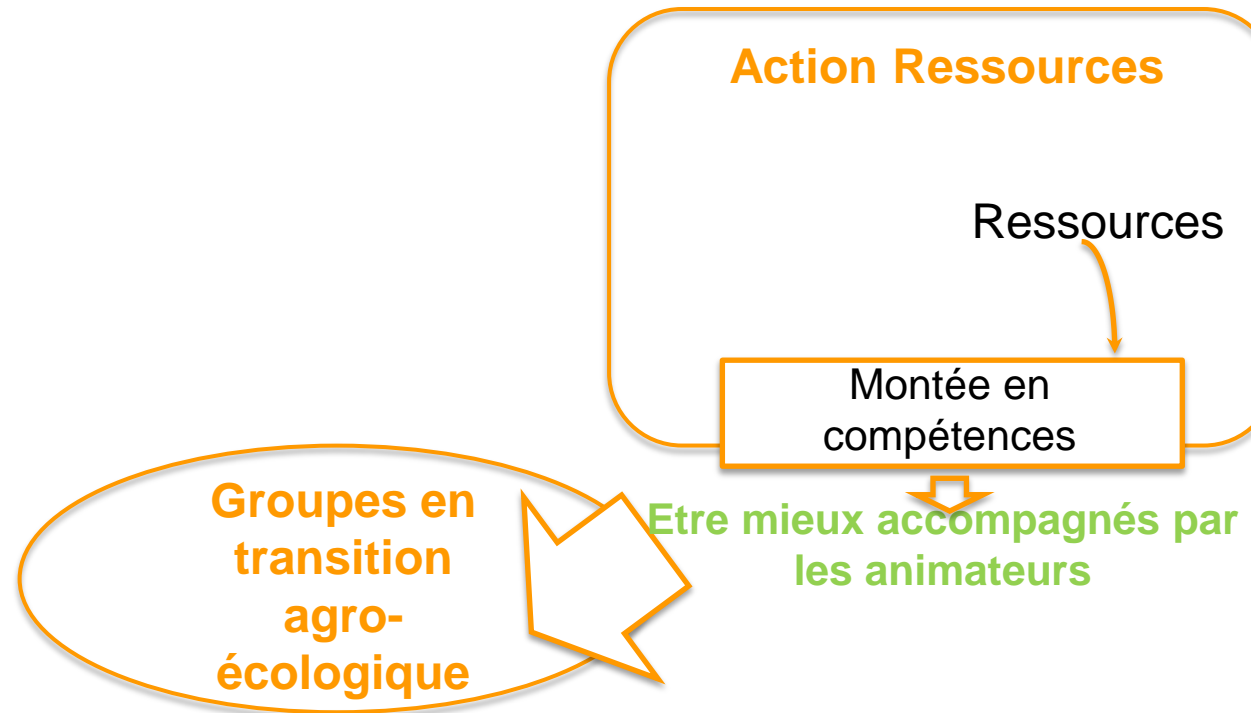 Action Ressources
Ressources
Montée en
compétences
Etre mieux accompagnés par
les animateurs
Groupes en
transition
agro-
écologique